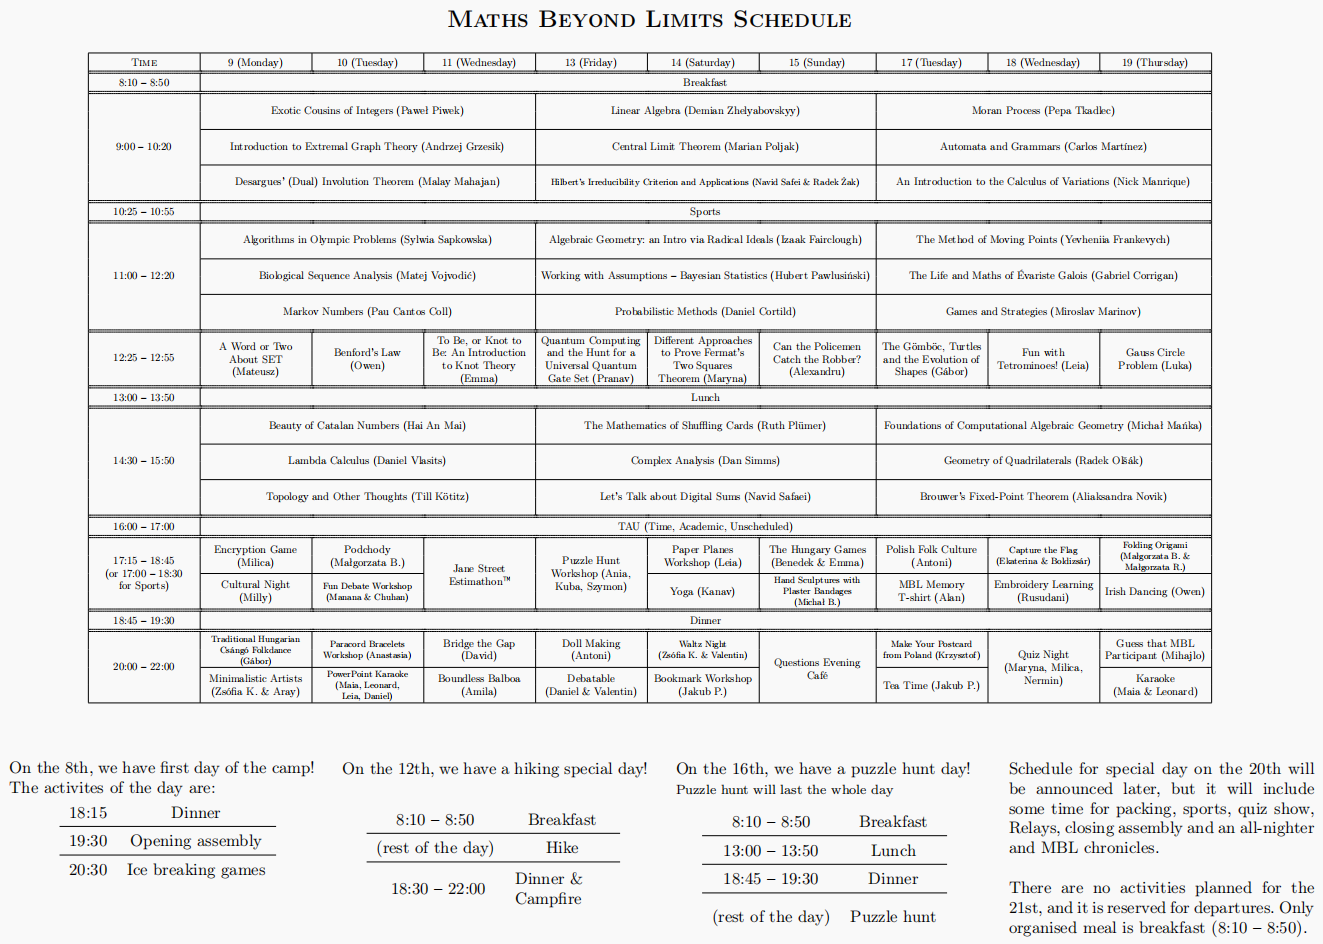 MATHS BEYOND LIMITS SCHEDULE
TIME 9 (Monday) 10 (Tuesday) 11 (Wednesday) 13 (Friday) 14 (Saturday) 15 (Sunday) 17 (Tuesday) 18 (Wednesday) 19 (Thursday)
8:10 – 8:50 Breakfast
Exotic Cousins of Integers (Paweł Piwek) Linear Algebra (Demian Zhelyabovskyy) Moran Process (Pepa Tkadlec)
9:00 – 10:20 Introduction to Extremal Graph Theory (Andrzej Grzesik) Central Limit Theorem (Marian Poljak) Automata and Grammars (Carlos Martínez)
Desargues' (Dual) Involution Theorem (Malay Mahajan) Hilbert's Irreducibility Criterion and Applications (Navid Safei & Radek Żak) An Introduction to the Calculus of Variations (Nick Manrique)
10:25 – 10:55 Sports
Algorithms in Olympic Problems (Sylwia Sapkowska) Algebraic Geometry: an Intro via Radical Ideals (Izaak Fairclough) The Method of Moving Points (Yevheniia Frankevych)
11:00 – 12:20 Biological Sequence Analysis (Matej Vojvodić) Working with Assumptions – Bayesian Statistics (Hubert Pawlusiński) The Life and Maths of Évariste Galois (Gabriel Corrigan)
Markov Numbers (Pau Cantos Coll) Probabilistic Methods (Daniel Cortild) Games and Strategies (Miroslav Marinov)
12:25 – 12:55
A Word or Two
About SET
(Mateusz)
Benford's Law
(Owen)
To Be, or Knot to
Be: An Introduction
to Knot Theory
(Emma)
Quantum Computing
and the Hunt for a
Universal Quantum
Gate Set (Pranav)
Different Approaches
to Prove Fermat's
Two Squares
Theorem (Maryna)
Can the Policemen
Catch the Robber?
(Alexandru)
The Gömböc, Turtles
and the Evolution of
Shapes (Gábor)
Fun with
Tetrominoes! (Leia)
Gauss Circle
Problem (Luka)
13:00 – 13:50 Lunch
Beauty of Catalan Numbers (Hai An Mai) The Mathematics of Shuffling Cards (Ruth Plümer) Foundations of Computational Algebraic Geometry (Michał Mańka)
14:30 – 15:50 Lambda Calculus (Daniel Vlasits) Complex Analysis (Dan Simms) Geometry of Quadrilaterals (Radek Olšák)
Topology and Other Thoughts (Till Kötitz) Let's Talk about Digital Sums (Navid Safaei) Brouwer's Fixed-Point Theorem (Aliaksandra Novik)
16:00 – 17:00 TAU (Time, Academic, Unscheduled)
17:15 – 18:45
(or 17:00 – 18:30
for Sports)
Encryption Game
(Milica)
Cultural Night
(Milly)
Podchody
(Małgorzata B.)
Fun Debate Workshop
(Manana & Chuhan)
Jane Street
Estimathon™
Puzzle Hunt
Workshop (Ania,
Kuba, Szymon)
Paper Planes
Workshop (Leia)
Yoga (Kanav)
The Hungary Games
(Benedek & Emma)
Hand Sculptures with
Plaster Bandages
(Michał B.)
Polish Folk Culture
(Antoni)
MBL Memory
T-shirt (Alan)
Capture the Flag
(Ekaterina & Boldizsár)
Embroidery Learning
(Rusudani)
Folding Origami
(Małgorzata B. &
Małgorzata R.)
Irish Dancing (Owen)
18:45 – 19:30 Dinner
20:00 – 22:00
Traditional Hungarian
Csángó Folkdance
(Gábor)
Minimalistic Artists
(Zsófia K. & Aray)
Paracord Bracelets
Workshop (Anastasia)
PowerPoint Karaoke
(Maia, Leonard,
Leia, Daniel)
Bridge the Gap
(David)
Boundless Balboa
(Amila)
Doll Making
(Antoni)
Debatable
(Daniel & Valentin)
Waltz Night
(Zsófia K. & Valentin)
Bookmark Workshop
(Jakub P.)
Questions Evening
Café
Make Your Postcard
from Poland (Krzysztof)
Tea Time (Jakub P.)
Quiz Night
(Maryna, Milica,
Nermin)
Guess that MBL
Participant (Mihajlo)
Karaoke
(Maia & Leonard)
On the 8th, we have first day of the camp!
The activites of the day are:
18:15 Dinner
19:30 Opening assembly
20:30 Ice breaking games
On the 12th, we have a hiking special day!
8:10 – 8:50 Breakfast
(rest of the day) Hike
18:30 – 22:00 Dinner &
Campfire
On the 16th, we have a puzzle hunt day!
Puzzle hunt will last the whole day
8:10 – 8:50 Breakfast
13:00 – 13:50 Lunch
18:45 – 19:30 Dinner
(rest of the day) Puzzle hunt
Schedule for special day on the 20th will
be announced later, but it will include
some time for packing, sports, quiz show,
Relays, closing assembly and an all-nighter
and MBL chronicles.
There are no activities planned for the
21st, and it is reserved for departures. Only
organised meal is breakfast (8:10 – 8:50).